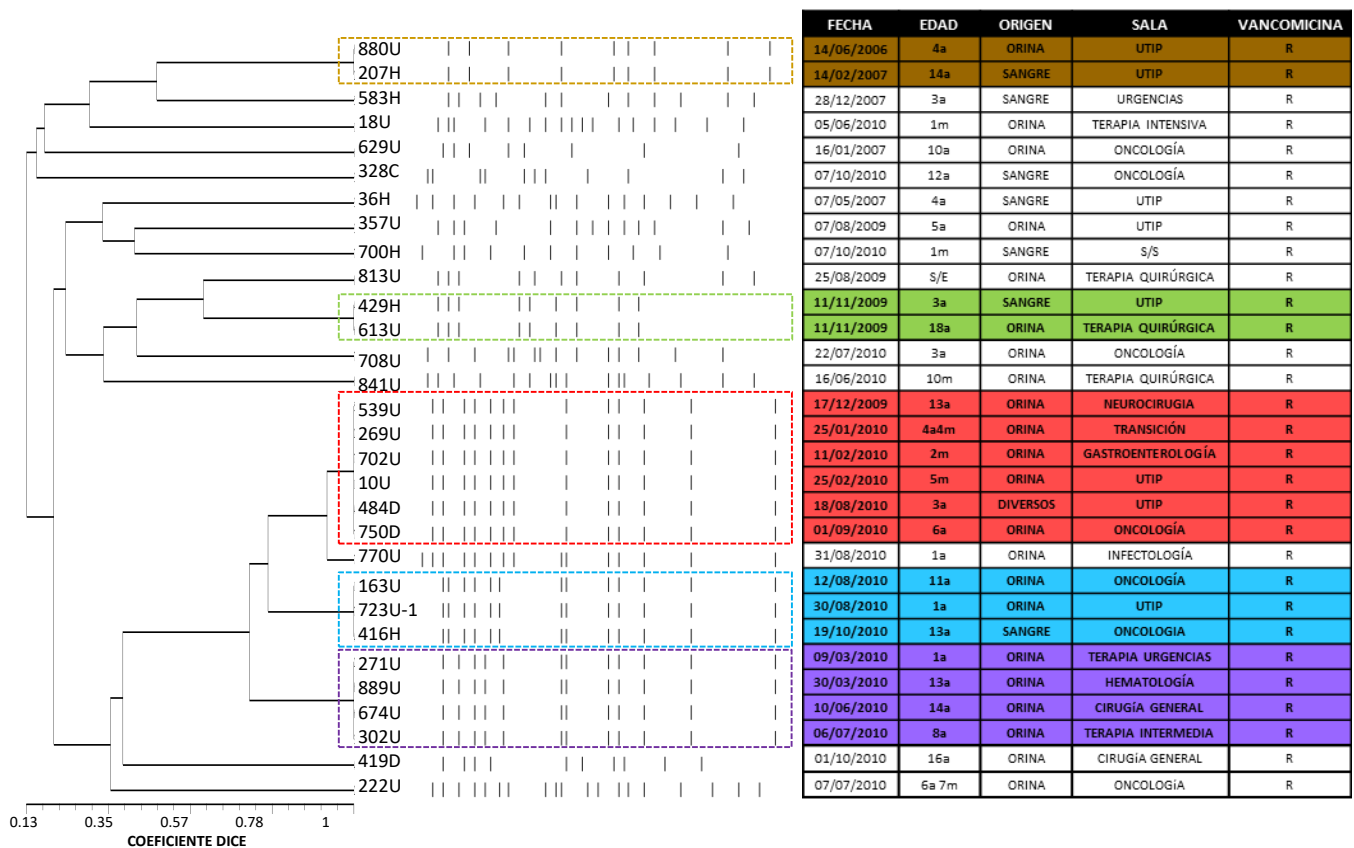 FECHA EDAD ORIGEN SALA VANCOMICINA
880U 14/06/2006 4a ORINA UTIP R
207H 14/02/2007 14a SANGRE UTIP R
583H 28/12/2007 3a SANGRE URGENCIAS R
18U 05/06/2010 1m ORINA TERAPIA INTENSIVA R
629U 16/01/2007 10a ORINA ONCOLOGÍA R
328C 07/10/2010 12a SANGRE ONCOLOGÍA R
36H 07/05/2007 4a SANGRE UTIP R
357U 07/08/2009 5a ORINA UTIP R
700H 07/10/2010 1m SANGRE S/S R
813U 25/08/2009 S/E ORINA TERAPIA QUIRÚRGICA R
429H 11/11/2009 3a SANGRE UTIP R
613U 11/11/2009 18a ORINA TERAPIA QUIRÚRGICA R
708U 22/07/2010 3a ORINA ONCOLOGÍA R
841U 16/06/2010 10m ORINA TERAPIA QUIRÚRGICA R
539U 17/12/2009 13a ORINA NEUROCIRUGIA R
269U 25/01/2010 4a4m ORINA TRANSICIÓN R
702U 11/02/2010 2m ORINA GASTROENTEROLOGÍA R
10U 25/02/2010 5m ORINA UTIP R
484D 18/08/2010 3a DIVERSOS UTIP R
750D 01/09/2010 6a ORINA ONCOLOGÍA R
770U 31/08/2010 1a ORINA INFECTOLOGÍA R
163U 12/08/2010 11a ORINA ONCOLOGÍA R
723U-1 30/08/2010 1a ORINA UTIP R
416H 19/10/2010 13a SANGRE ONCOLOGIA R
271U 09/03/2010 1a ORINA TERAPIA URGENCIAS R
889U 30/03/2010 13a ORINA HEMATOLOGÍA R
674U 10/06/2010 14a ORINA CIRUGÍA GENERAL R
302U 06/07/2010 8a ORINA TERAPIA INTERMEDIA R
419D 01/10/2010 16a ORINA CIRUGÍA GENERAL R
222U 07/07/2010 6a 7m ORINA ONCOLOGÍA R
0.13 0.35 0.57 0.78 1
COEFICIENTE DICE